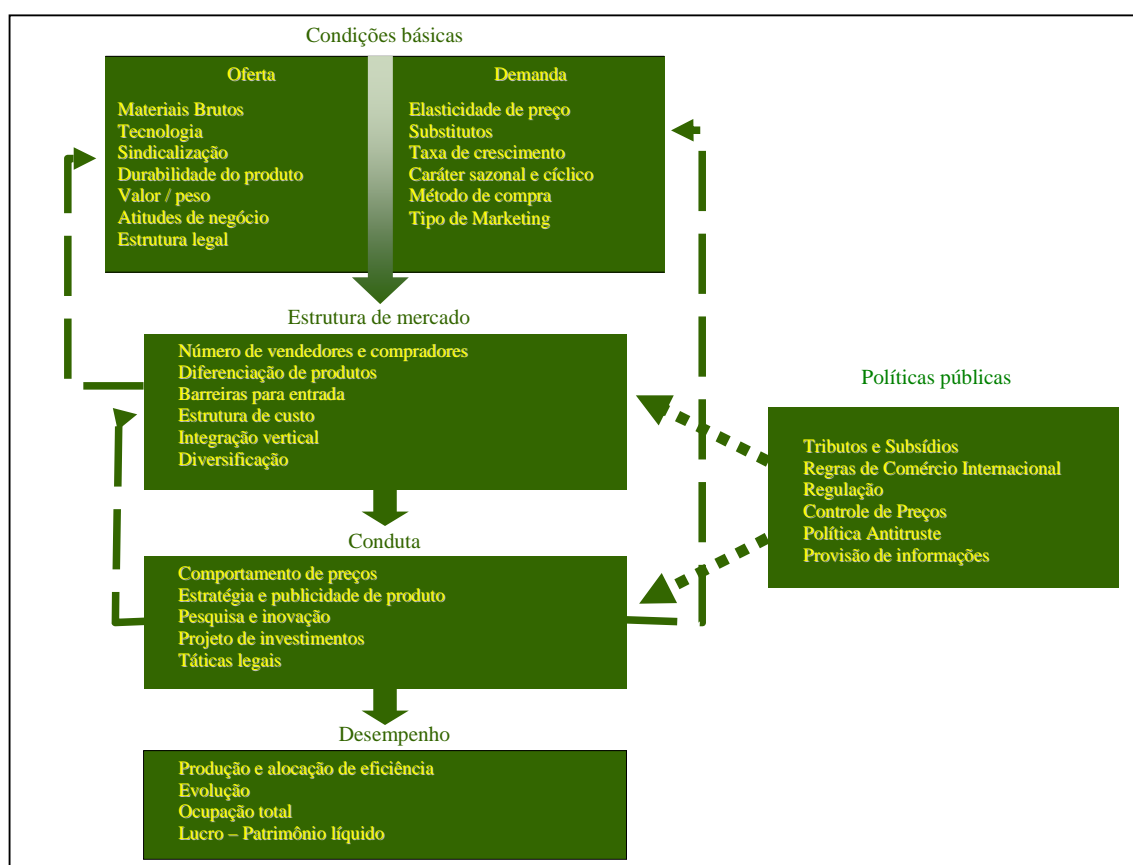 Condições básicas
Oferta
Materiais Brutos
Tecnologia
Sindicalização
Durabilidade do produto
Valor / peso
Atitudes de negócio
Estrutura legal
Demanda
Elasticidade de preço
Substitutos
Taxa de crescimento
Caráter sazonal e cíclico
Método de compra
Tipo de Marketing
Estrutura de mercado
Número de vendedores e compradores
Diferenciação de produtos
Barreiras para entrada
Estrutura de custo
Integração vertical
Diversificação
Políticas públicas
Tributos e Subsídios
Regras de Comércio Internacional
Regulação
Controle de Preços
Política Antitruste
Provisão de informações
Conduta
Comportamento de preços
Estratégia e publicidade de produto
Pesquisa e inovação
Projeto de investimentos
Táticas legais
Desempenho
Produção e alocação de eficiência
Evolução
Ocupação total
Lucro – Patrimônio líquido